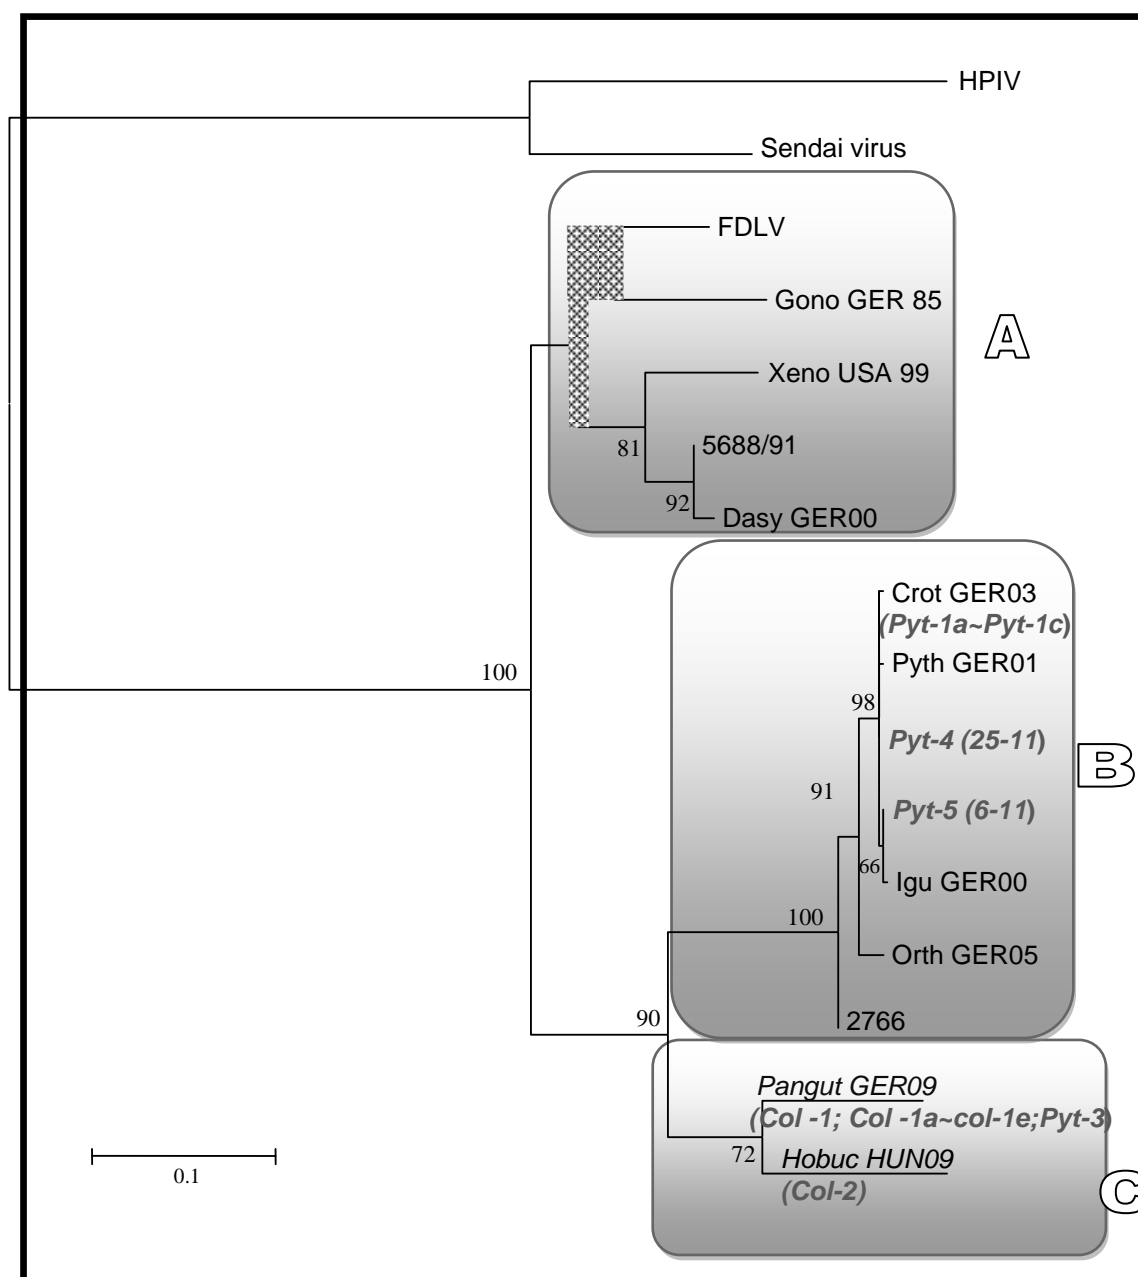 HPIV
Sendai virus
FDLV
Gono GER 85
A
Xeno USA 99
81
5688/91
92
Dasy GER00
Crot GER03
(Pyt-1a~Pyt-1c)
Pyth GER01
100
98
Pyt-4 (25-11)
B
91
Pyt-5 (6-11)
66
Igu GER00
100
Orth GER05
90
2766
Pangut GER09
(Col -1; Col -1a~col-1e;Pyt-3)
72
Hobuc HUN09
0.1
(Col-2)
C